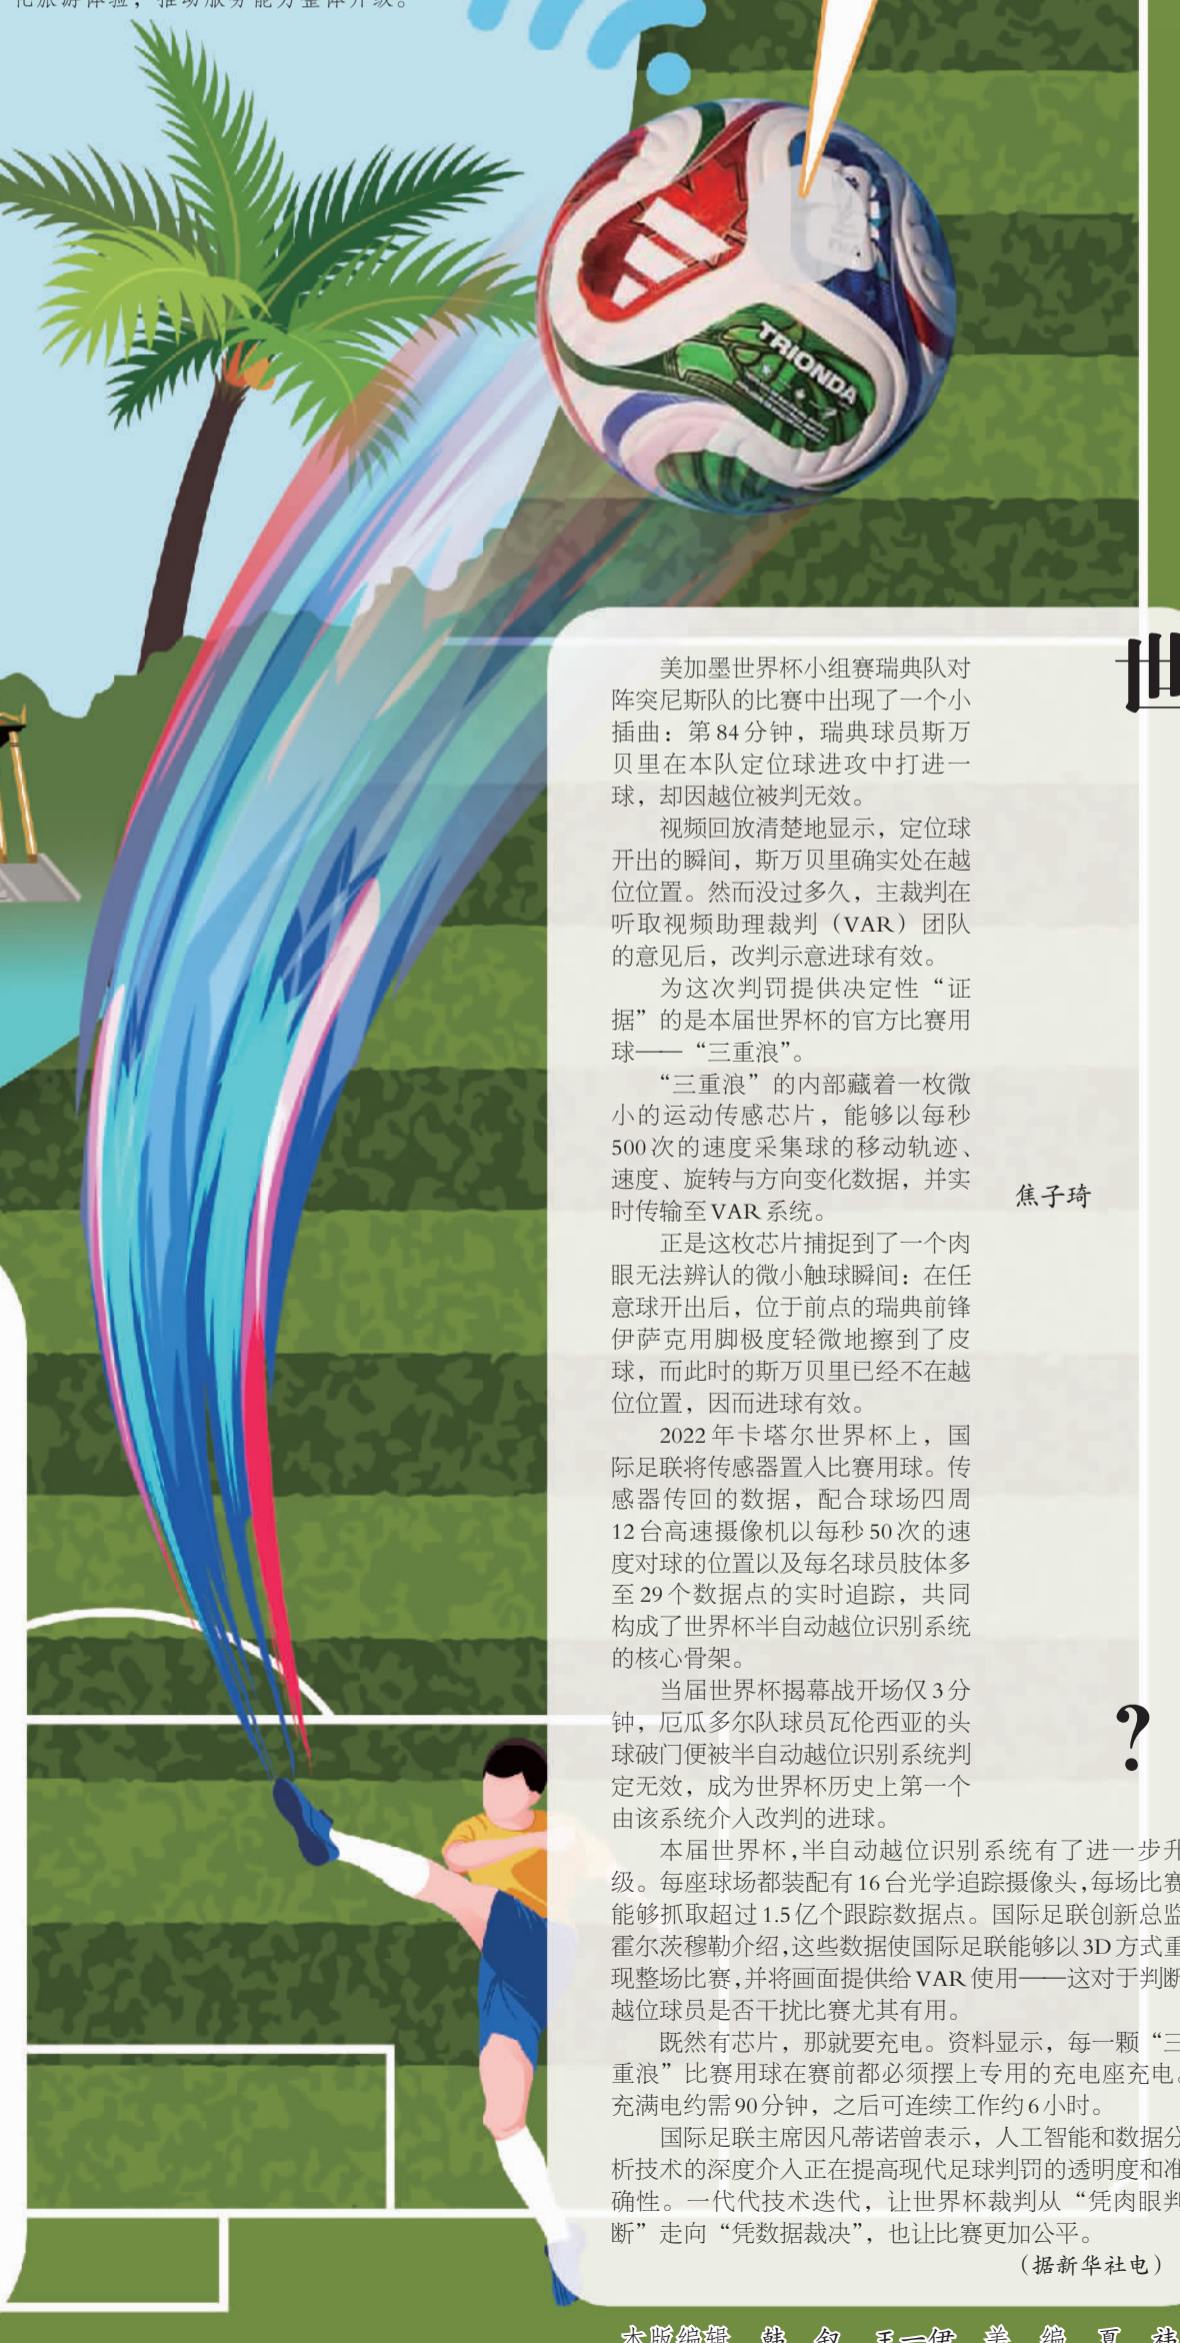 化旅游体验，推动服务能力整体升级。
TRIONDA
世
美加墨世界杯小组赛瑞典队对
阵突尼斯队的比赛中出现了一个小
插曲：第84分钟，瑞典球员斯万
贝里在本队定位球进攻中打进一
球，却因越位被判无效。
视频回放清楚地显示，定位球
开出的瞬间，斯万贝里确实处在越
位位置。然而没过多久，主裁判在
听取视频助理裁判（VAR）团队
的意见后，改判示意进球有效。
为这次判罚提供决定性“证
据”的是本届世界杯的官方比赛用
球——“三重浪”。
“三重浪”的内部藏着一枚微
小的运动传感芯片，能够以每秒
500次的速度采集球的移动轨迹、
速度、旋转与方向变化数据，并实
时传输至VAR系统。
正是这枚芯片捕捉到了一个肉
眼无法辨认的微小触球瞬间：在任
意球开出后，位于前点的瑞典前锋
伊萨克用脚极度轻微地擦到了皮
球，而此时的斯万贝里已经不在越
位位置，因而进球有效。
2022年卡塔尔世界杯上，国
际足联将传感器置入比赛用球。传
感器传回的数据，配合球场四周
12台高速摄像机以每秒50次的速
度对球的位置以及每名球员肢体多
至29个数据点的实时追踪，共同
构成了世界杯半自动越位识别系统
的核心骨架。
当届世界杯揭幕战开场仅3分
钟，厄瓜多尔队球员瓦伦西亚的头
球破门便被半自动越位识别系统判
定无效，成为世界杯历史上第一个
由该系统介入改判的进球。
焦子琦
？
本届世界杯，半自动越位识别系统有了进一步升
级。每座球场都装配有16台光学追踪摄像头，每场比赛
能够抓取超过1.5亿个跟踪数据点。国际足联创新总监
霍尔茨穆勒介绍，这些数据使国际足联能够以3D方式重
现整场比赛，并将画面提供给VAR使用——这对于判断
越位球员是否干扰比赛尤其有用。
既然有芯片，那就要充电。资料显示，每一颗“三
重浪”比赛用球在赛前都必须摆上专用的充电座充电。
充满电约需90分钟，之后可连续工作约6小时。
国际足联主席因凡蒂诺曾表示，人工智能和数据分
析技术的深度介入正在提高现代足球判罚的透明度和准
确性。一代代技术迭代，让世界杯裁判从“凭肉眼判
断”走向“凭数据裁决”，也让比赛更加公平。
（据新华社电）
本版编辑 韩 叙 王一伊 美 编 夏 祎